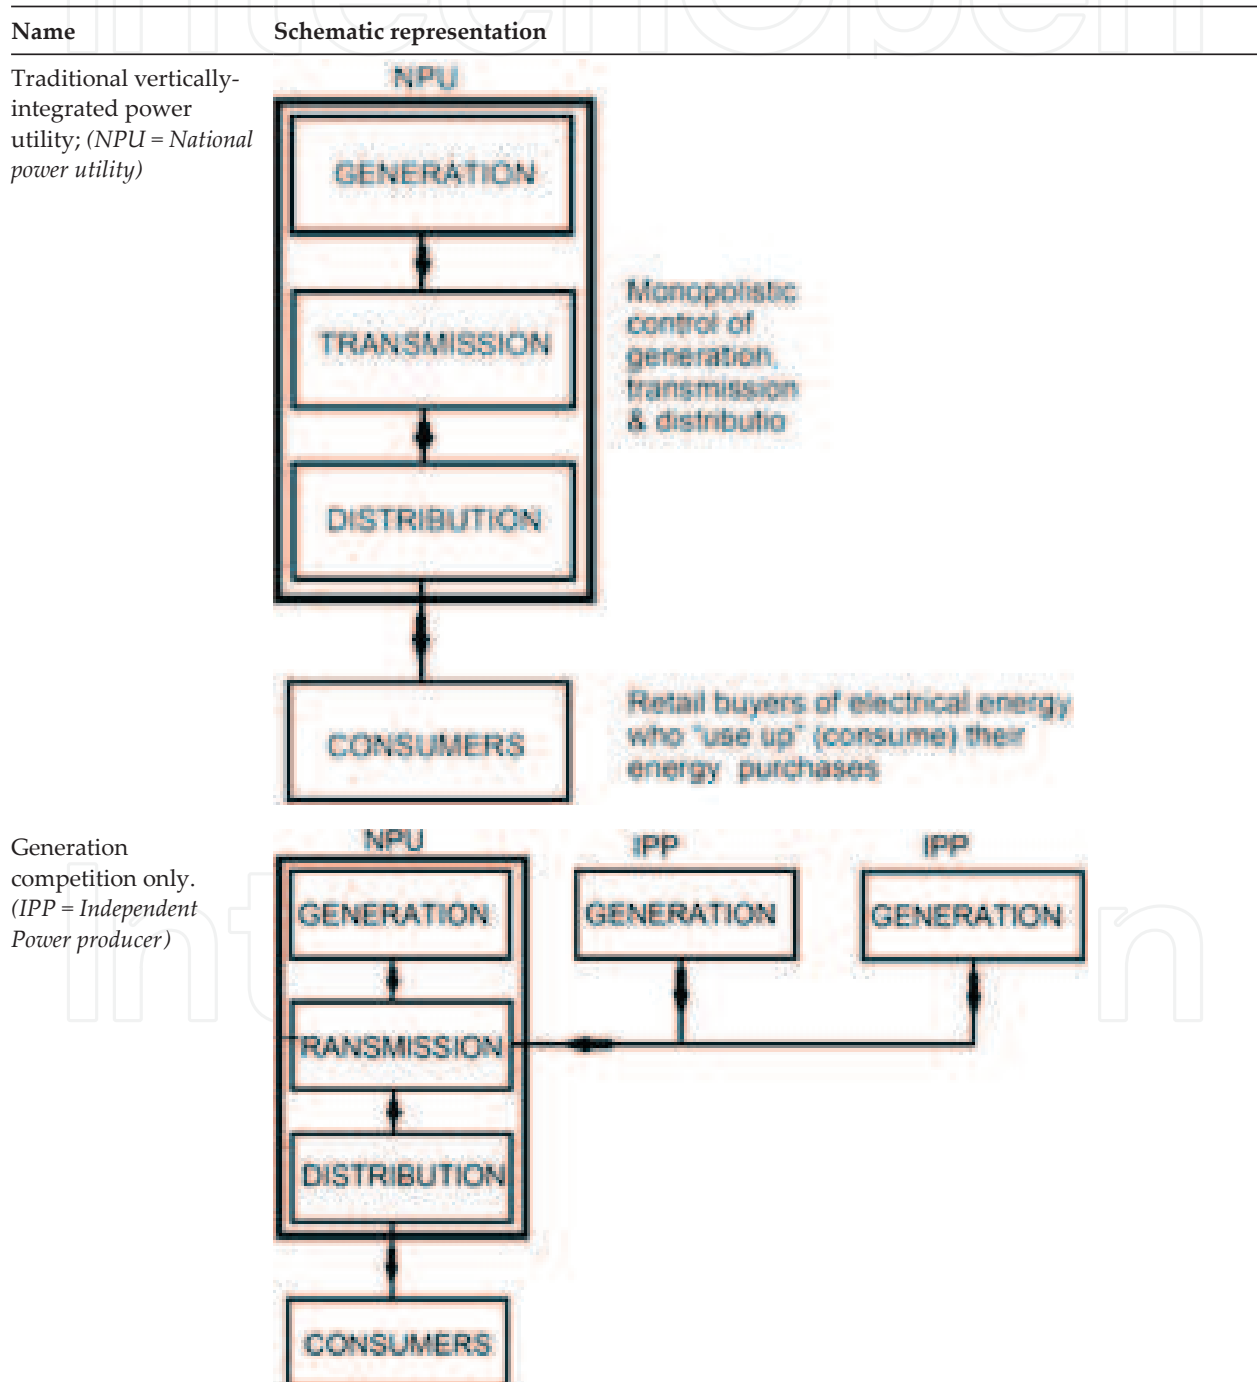 IntechOpen
Name Schematic representation
Traditional vertically-
integrated power
utility; (NPU = National
power utility)
NPU
GENERATION
TRANSMISSION
DISTRIBUTION
Monopolistic
control of
generation,
transmission
& distributio
CONSUMERS
Retail buyers of electrical energy
who "use up" (consume) their
energy purchases
Generation
competition only.
(IPP = Independent
Power producer)
NPU
IPP
IPP
GENERATION
GENERATION
GENERATION
RANSMISSION
DISTRIBUTION
CONSUMERS